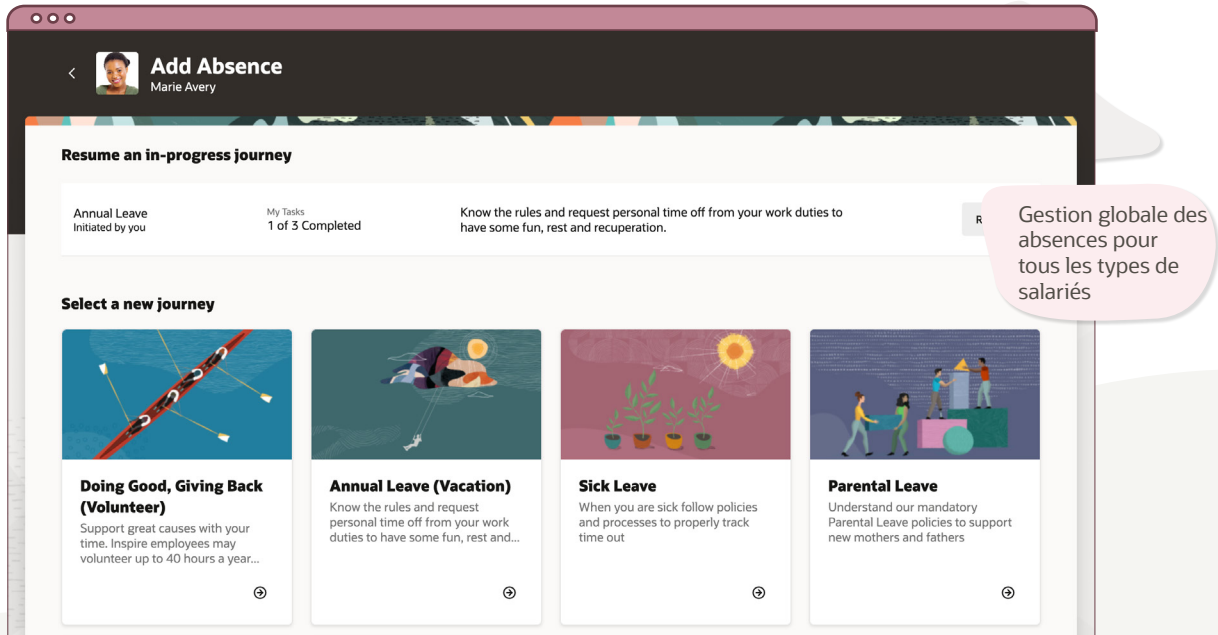 Add Absence
Marie Avery
Resume an in-progress journey
Annual Leave
Initiated by you
My Tasks
1 of 3 Completed
Know the rules and request personal time off from your work duties to
have some fun, rest and recuperation.
Gestion globale des
absences pour
tous les types de
salariés
Select a new journey
Doing Good, Giving Back
(Volunteer)
Support great causes with your
time. Inspire employees may
volunteer up to 40 hours a year...
Annual Leave (Vacation)
Know the rules and request
personal time off from your work
duties to have some fun, rest and...
Sick Leave
When you are sick follow policies
and processes to properly track
time out
Parental Leave
Understand our mandatory
Parental Leave policies to support
new mothers and fathers